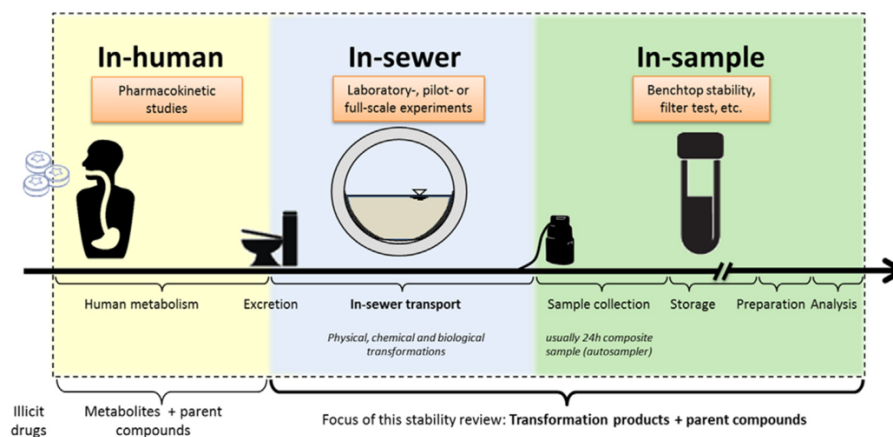 In-human
In-sewer
In-sample
Pharmacokinetic
studies
Laboratory-, pilot- or
full-scale experiments
Benchtop stability,
filter test, etc.
Human metabolism
Excretion
In-sewer transport
Sample collection
Storage
Preparation
Analysis
Physical, chemical and biological
transformations
usually 24h composite
sample (autosampler)
Illicit
drugs
Metabolites + parent
compounds
Focus of this stability review: Transformation products + parent compounds